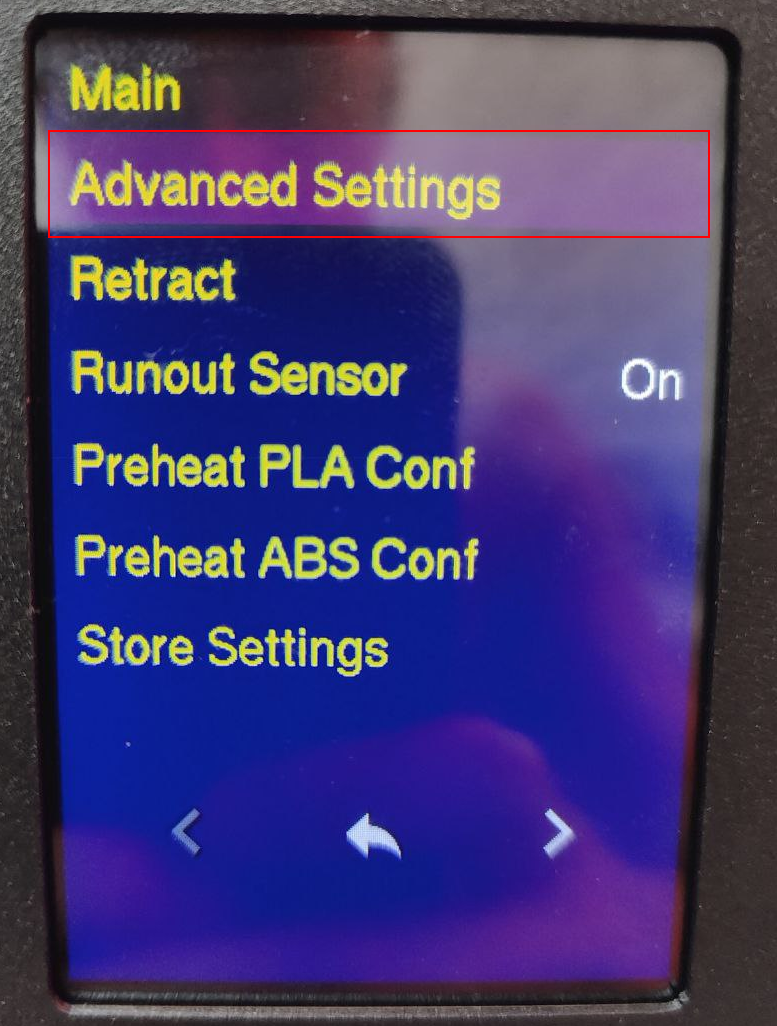 Main
Advanced Settings
Retract
Runout Sensor On
Preheat PLA Conf
Preheat ABS Conf
Store Settings